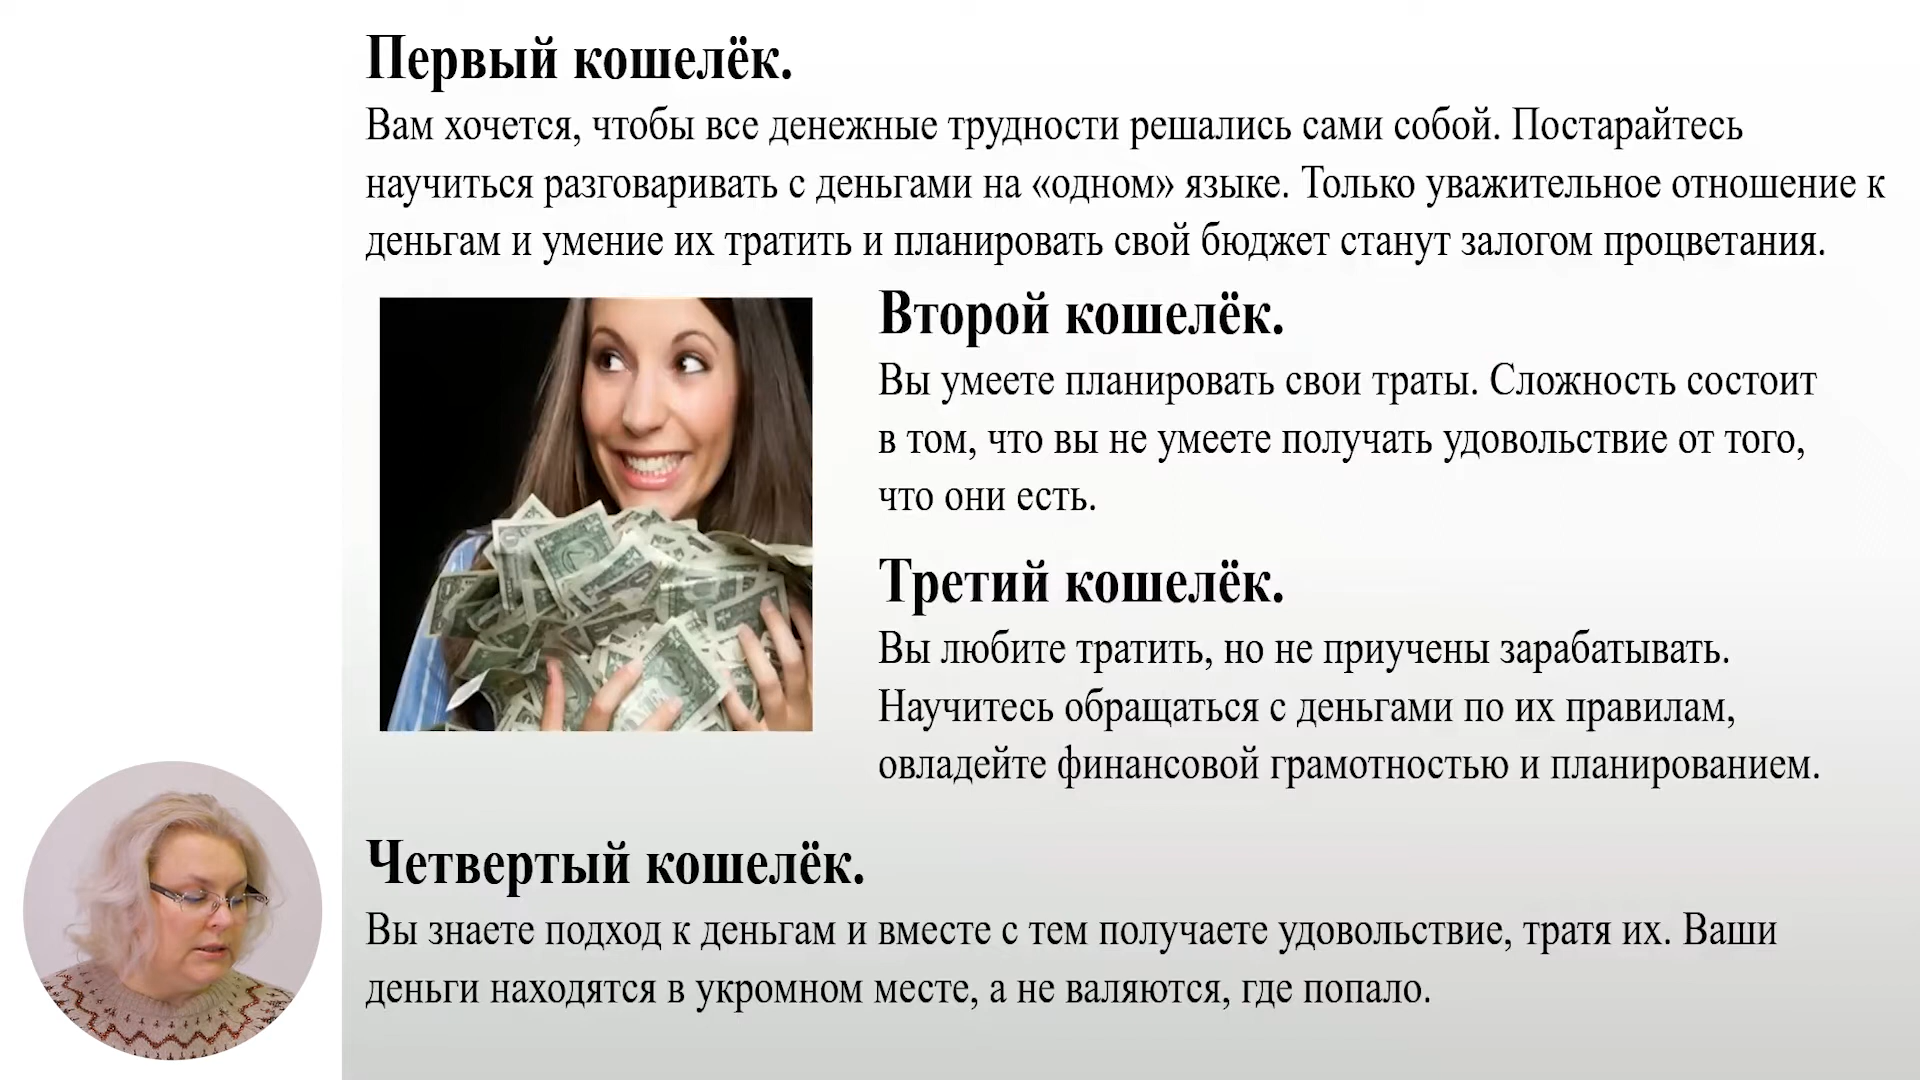 Первый кошелёк.
Вам хочется, чтобы все денежные трудности решались сами собой. Постарайтесь
научиться разговаривать с деньгами на «одном» языке. Только уважительное отношение к
деньгам и умение их тратить и планировать свой бюджет станут залогом процветания.
Второй кошелёк.
Вы умеете планировать свои траты. Сложность состоит
в том, что вы не умеете получать удовольствие от того,
что они есть.
Третий кошелёк.
Вы любите тратить, но не приучены зарабатывать.
Научитесь обращаться с деньгами по их правилам,
овладейте финансовой грамотностью и планированием.
Четвертый кошелёк.
Вы знаете подход к деньгам и вместе с тем получаете удовольствие, тратя их. Ваши
деньги находятся в укромном месте, а не валяются, где попало.